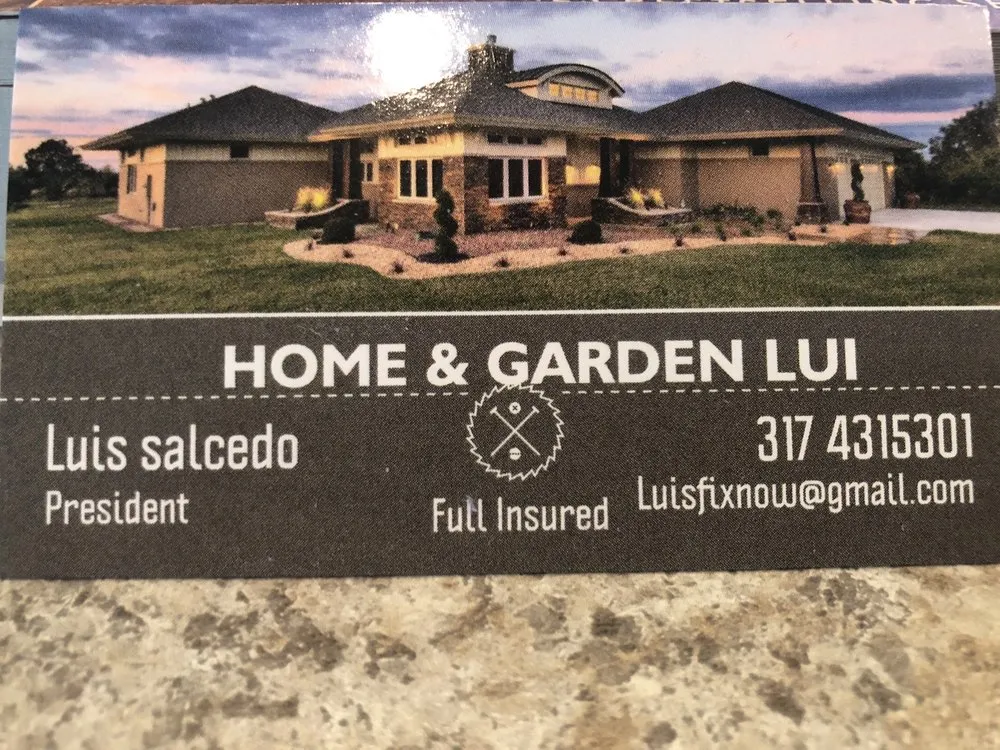 HOME & GARDEN LUI
Luis salcedo
President
Full Insured
317 4315301
Luisfixnow@gmail.com